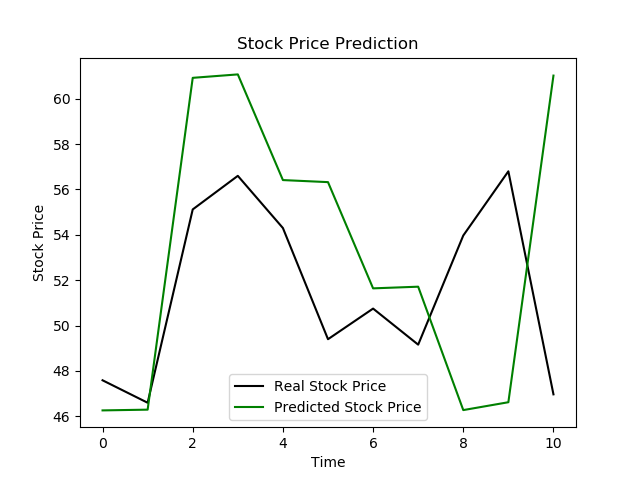 Stock Price Prediction
Stock Price
60
58
56
54
52
50
48
46
Real Stock Price
Predicted Stock Price
0 2 4 6 8 10
Time